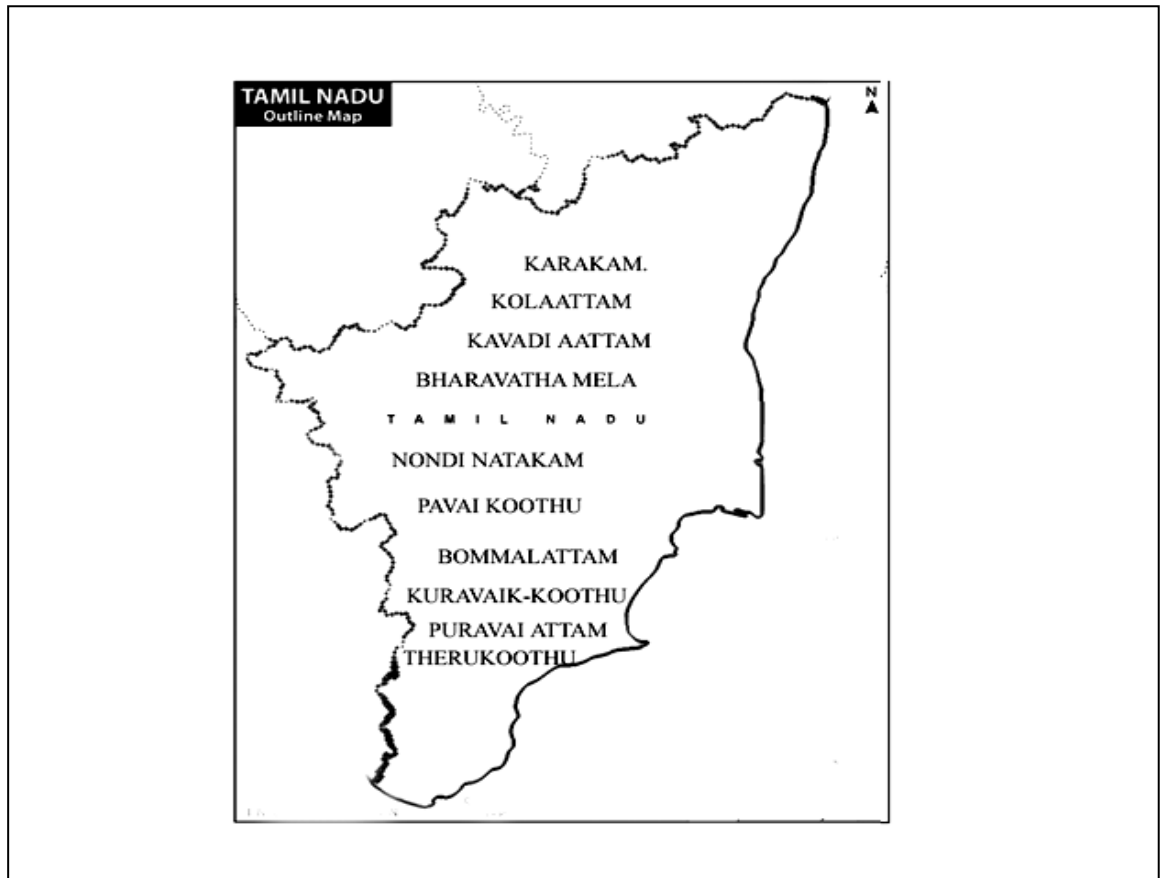 TAMIL NADU
Outline Map
N
KARAKAM.
KOLAATTAM
KAVADI AATTAM
BHARAVATHA MELA
TAMIL NADU
NONDI NATAKAM
PAVAI KOOTHU
BOMMALATTAM
KURAVAIK-KOOTHU
PURAVAI ATTAM
THERUKOOTHU